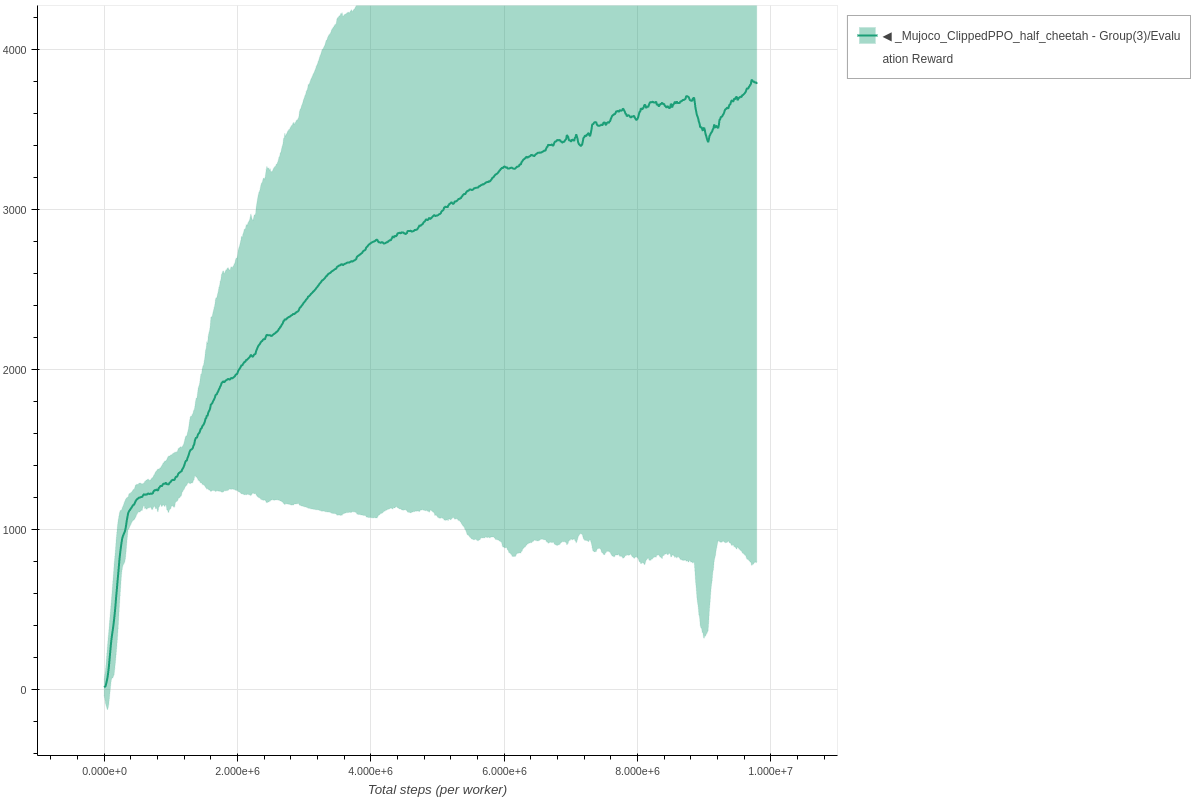 4000
3000
2000
1000
0
0.000e+0 2.000e+6 4.000e+6 6.000e+6 8.000e+6 1.000e+7
Total steps (per worker)
◀ _Mujoco_ClippedPPO_half_cheetah - Group(3)/Evalu
ation Reward